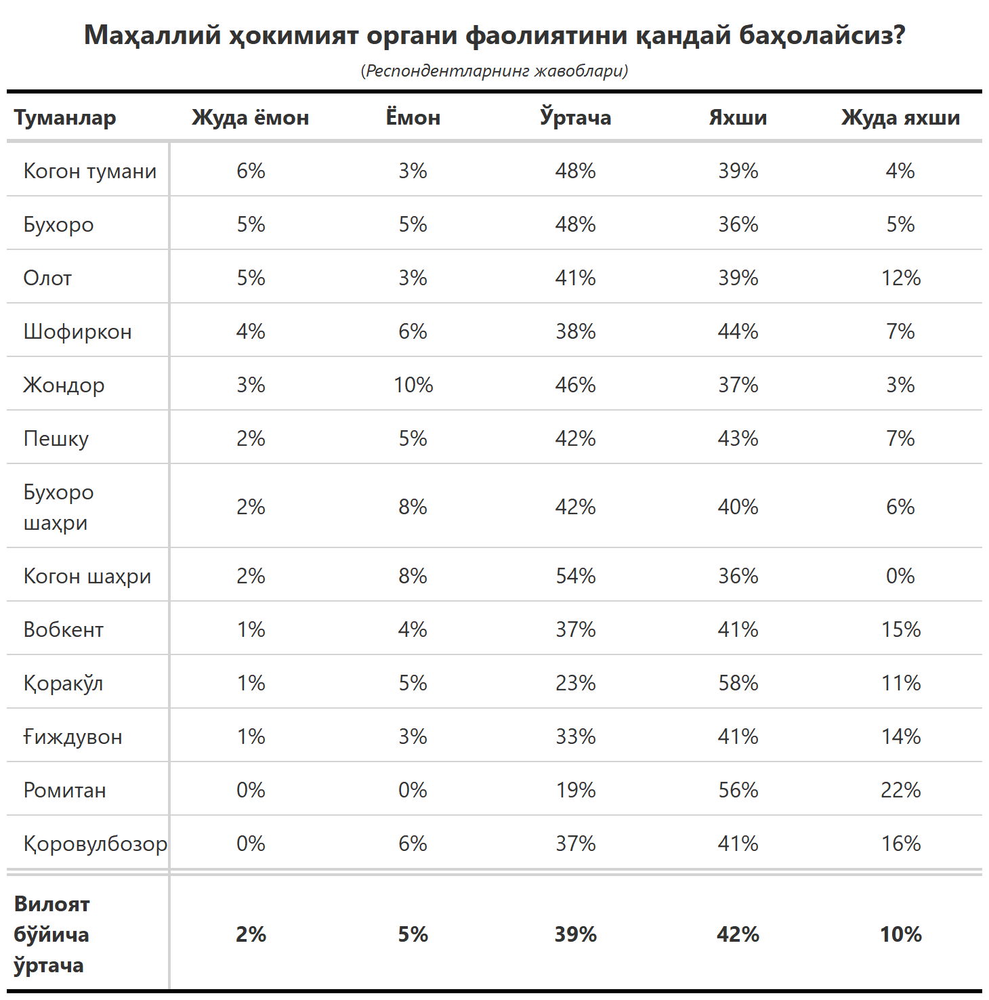 Маҳаллий ҳокимият органи фаолиятини қандай баҳолайсиз?
(Респондентларнинг жавоблари)
Туманлар Жуда ёмон Ёмон Ўртача Яхши Жуда яхши
Когон тумани 6% 3% 48% 39% 4%
Бухоро 5% 5% 48% 36% 5%
Олот 5% 3% 41% 39% 12%
Шофиркон 4% 6% 38% 44% 7%
Жондор 3% 10% 46% 37% 3%
Пешку 2% 5% 42% 43% 7%
Бухоро
шаҳри 2% 8% 42% 40% 6%
Когон шаҳри 2% 8% 54% 36% 0%
Вобкент 1% 4% 37% 41% 15%
Қоракўл 1% 5% 23% 58% 11%
Ғиждувон 1% 3% 33% 41% 14%
Ромитан 0% 0% 19% 56% 22%
Қоровулбозор 0% 6% 37% 41% 16%
Вилоят
бўйича 2% 5% 39% 42% 10%
ўртача